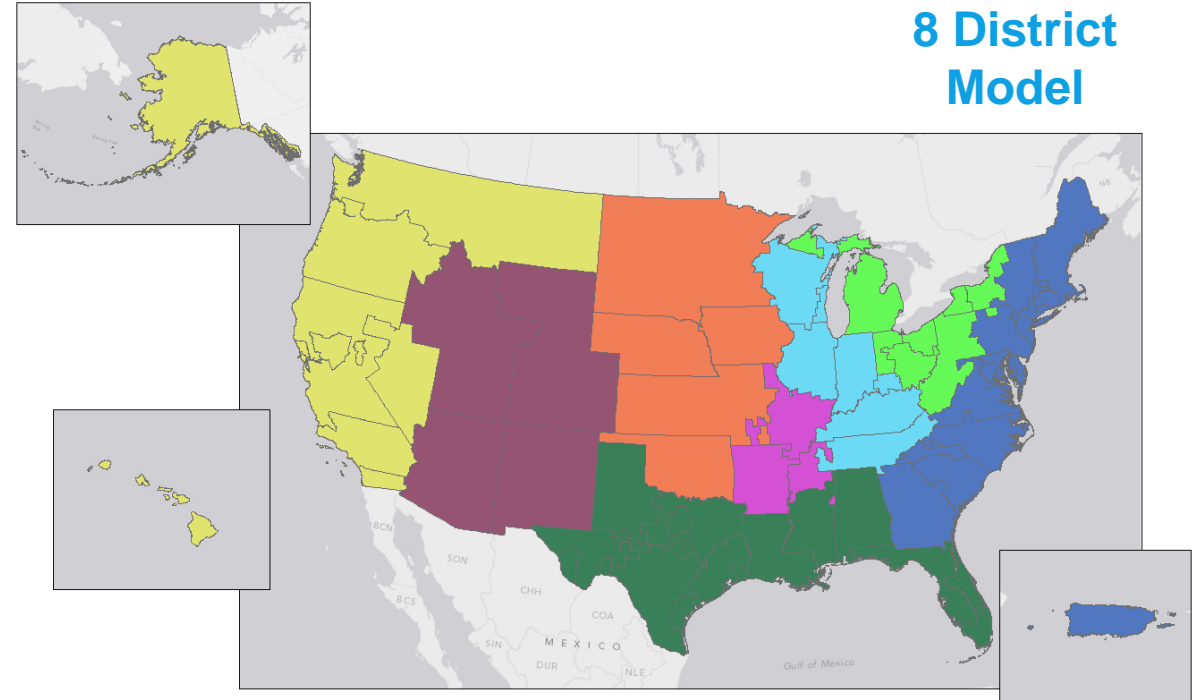 8 District
Model
NB
BCN
SON
BCS
CHH
COA
SIN
MEXICO
DUR
NLE
Gulf of Mexico